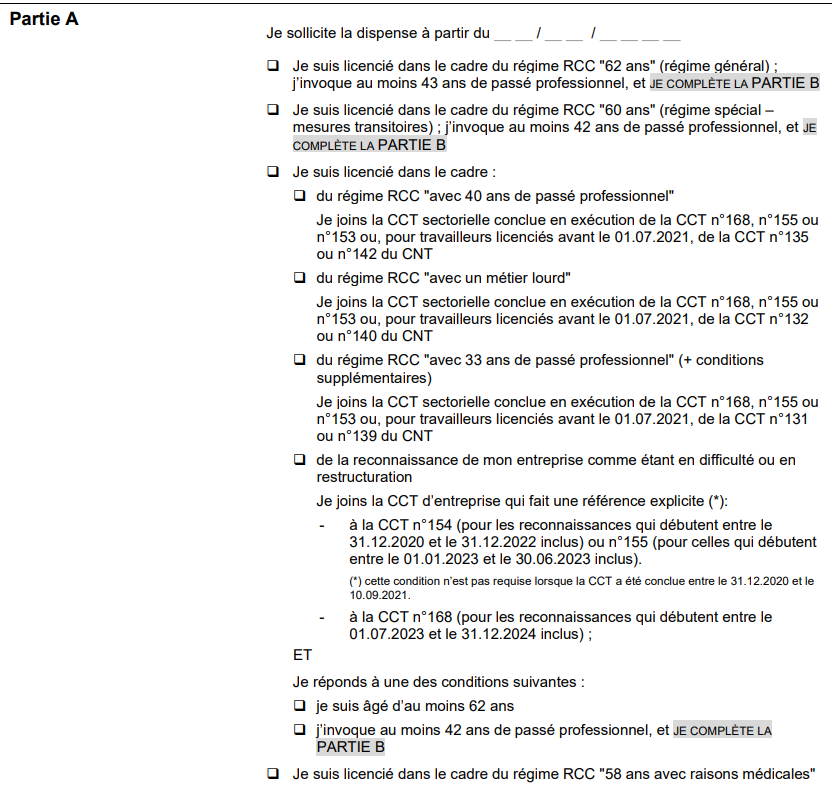 Partie A
Je sollicite la dispense à partir du __ __ / __ __ / __ __ __ __
❑ Je suis licencié dans le cadre du régime RCC "62 ans" (régime général) ;
j'invoque au moins 43 ans de passé professionnel, et JE COMPLÈTE LA PARTIE B
❑ Je suis licencié dans le cadre du régime RCC "60 ans" (régime spécial –
mesures transitoires) ; j'invoque au moins 42 ans de passé professionnel, et JE
COMPLÈTE LA PARTIE B
❑ Je suis licencié dans le cadre :
❑ du régime RCC "avec 40 ans de passé professionnel"
Je joins la CCT sectorielle conclue en exécution de la CCT n°168, n°155 ou
n°153 ou, pour travailleurs licenciés avant le 01.07.2021, de la CCT n°135
ou n°142 du CNT
❑ du régime RCC "avec un métier lourd"
Je joins la CCT sectorielle conclue en exécution de la CCT n°168, n°155 ou
n°153 ou, pour travailleurs licenciés avant le 01.07.2021, de la CCT n°132
ou n°140 du CNT
❑ du régime RCC "avec 33 ans de passé professionnel" (+ conditions
supplémentaires)
Je joins la CCT sectorielle conclue en exécution de la CCT n°168, n°155 ou
n°153 ou, pour travailleurs licenciés avant le 01.07.2021, de la CCT n°131
ou n°139 du CNT
❑ de la reconnaissance de mon entreprise comme étant en difficulté ou en
restructuration
Je joins la CCT d'entreprise qui fait une référence explicite (*):
- à la CCT n°154 (pour les reconnaissances qui débutent entre le
31.12.2020 et le 31.12.2022 inclus) ou n°155 (pour celles qui débutent
entre le 01.01.2023 et le 30.06.2023 inclus).
(*) cette condition n'est pas requise lorsque la CCT a été conclue entre le 31.12.2020 et le
10.09.2021.
- à la CCT n°168 (pour les reconnaissances qui débutent entre le
01.07.2023 et le 31.12.2024 inclus) ;
ET
Je réponds à une des conditions suivantes :
❑ je suis âgé d'au moins 62 ans
❑ j'invoque au moins 42 ans de passé professionnel, et JE COMPLÈTE LA
PARTIE B
❑ Je suis licencié dans le cadre du régime RCC "58 ans avec raisons médicales"